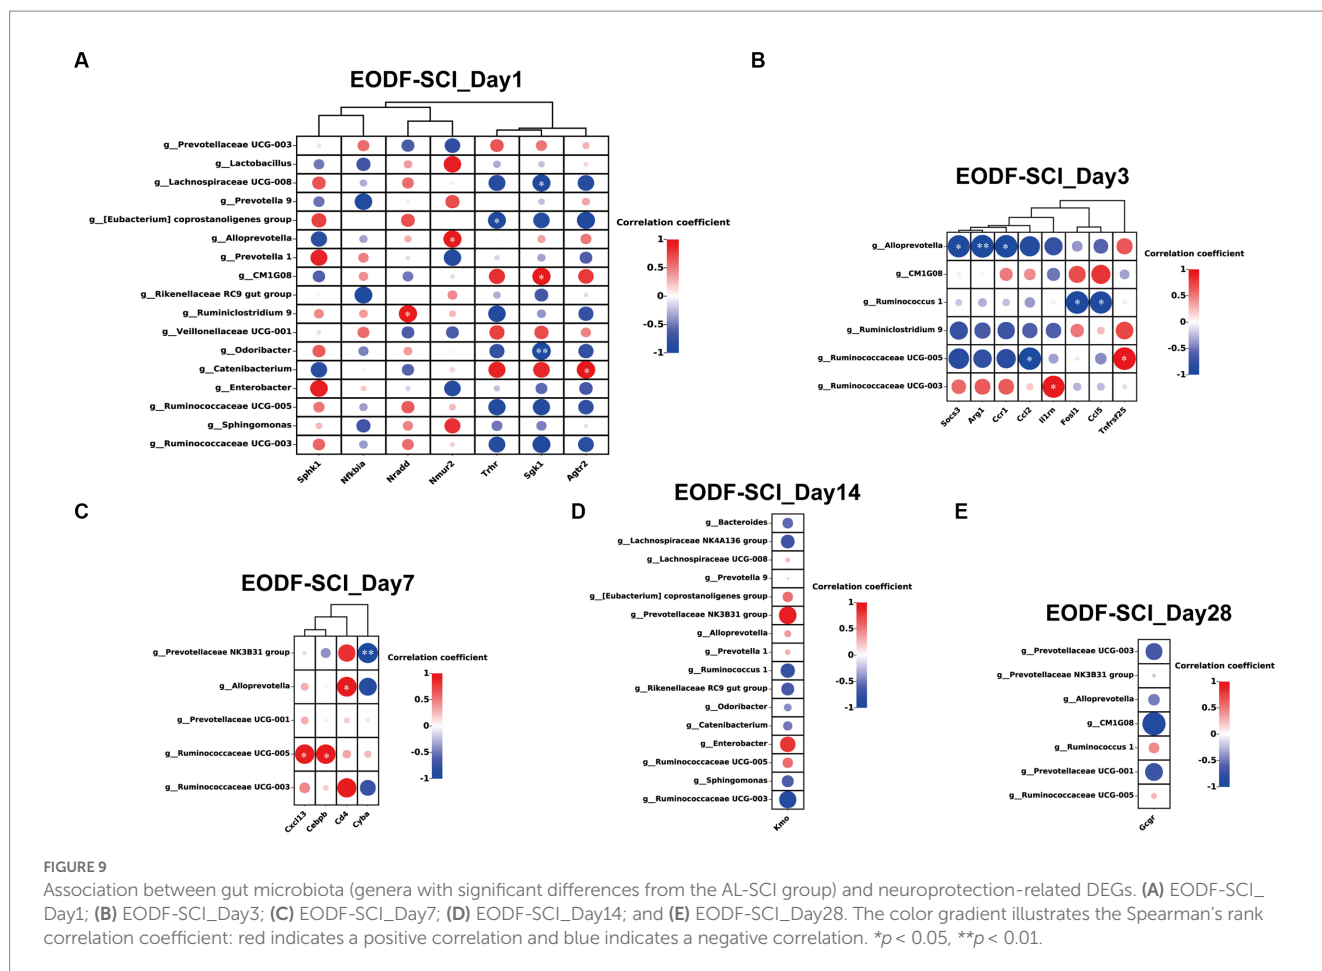 A
EODF-SCI_Day1
g__Prevotellaceae UCG-003
g__Lactobacillus
g__Lachnospiraceae UCG-008
*
g__Prevotella 9
g__[Eubacterium] coprostanoligenes group
*
g__Alloprevotella
*
g__Prevotella 1
g__CM1G08
*
g__Rikenellaceae RC9 gut group
g__Ruminiclostridium 9
*
g__Veillonellaceae UCG-001
g__Odoribacter
**
g__Catenibacterium
*
g__Enterobacter
g__Ruminococcaceae UCG-005
g__Sphingomonas
g__Ruminococcaceae UCG-003
Sphk1 Nfkbia Nradd Nmur2 Trhr Sgk1 Agtr2
Correlation coefficient
1
0.5
0
-0.5
-1
B
EODF-SCI_Day3
g__Alloprevotella
* ** *
g__CM1G08
g__Ruminococcus 1
* *
g__Ruminiclostridium 9
g__Ruminococcaceae UCG-005
* *
g__Ruminococcaceae UCG-003
*
Socs3 Arg1 Ccr1 Ccl2 Il1rn Fosl1 Ccl5 Tnfrsf25
Correlation coefficient
1
0.5
0
-0.5
-1
C
EODF-SCI_Day7
g__Prevotellaceae NK3B31 group
**
g__Alloprevotella
*
g__Prevotellaceae UCG-001
g__Ruminococcaceae UCG-005
* *
g__Ruminococcaceae UCG-003
Cxcl13 Cebpb Cd4 Cyba
Correlation coefficient
1
0.5
0
-0.5
-1
D
EODF-SCI_Day14
g__Bacteroides
g__Lachnospiraceae NK4A136 group
g__Lachnospiraceae UCG-008
g__Prevotella 9
g__[Eubacterium] coprostanoligenes group
g__Prevotellaceae NK3B31 group
g__Alloprevotella
g__Prevotella 1
g__Ruminococcus 1
g__Rikenellaceae RC9 gut group
g__Odoribacter
g__Catenibacterium
g__Enterobacter
g__Ruminococcaceae UCG-005
g__Sphingomonas
g__Ruminococcaceae UCG-003
Kmo
Correlation coefficient
1
0.5
0
-0.5
-1
E
EODF-SCI_Day28
g__Prevotellaceae UCG-003
g__Prevotellaceae NK3B31 group
g__Alloprevotella
g__CM1G08
g__Ruminococcus 1
g__Prevotellaceae UCG-001
g__Ruminococcaceae UCG-005
Gcgr
Correlation coefficient
1
0.5
0
-0.5
-1
FIGURE 9
Association between gut microbiota (genera with significant differences from the AL-SCI group) and neuroprotection-related DEGs. (A) EODF-SCI_
Day1; (B) EODF-SCI_Day3; (C) EODF-SCI_Day7; (D) EODF-SCI_Day14; and (E) EODF-SCI_Day28. The color gradient illustrates the Spearman's rank
correlation coefficient: red indicates a positive correlation and blue indicates a negative correlation. *p < 0.05, **p < 0.01.